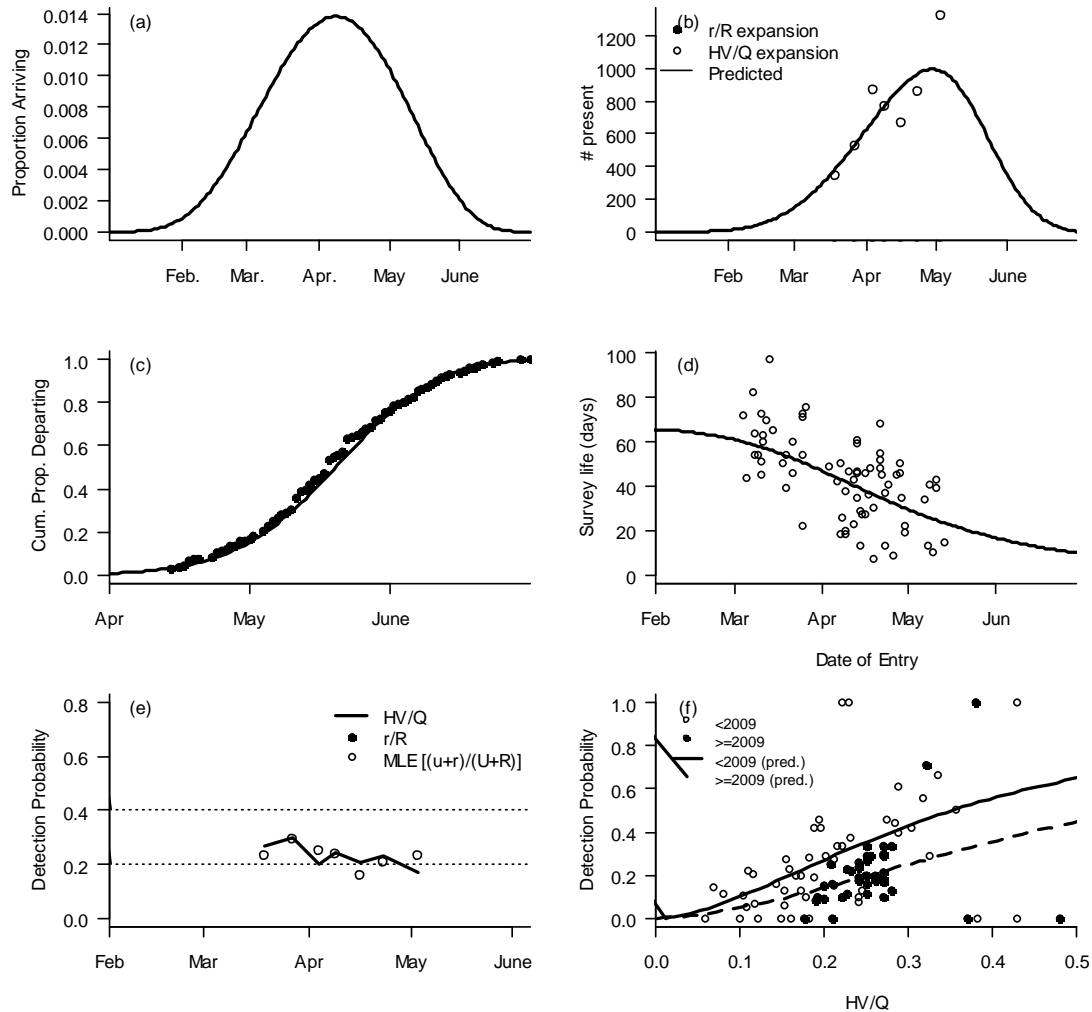 (a)
Proportion Arriving
0.014
0.012
0.010
0.008
0.006
0.004
0.002
0.000
Feb.
Mar.
Apr.
May
June
(b)
r/R expansion
HV/Q expansion
Predicted
# present
1200
1000
800
600
400
200
0
Feb
Mar
Apr
May
June
(c)
Cum. Prop. Departing
1.0
0.8
0.6
0.4
0.2
0.0
Apr
May
June
(d)
Survey life (days)
100
80
60
40
20
0
Feb
Mar
Apr
May
Jun
Date of Entry
(e)
HV/Q
r/R
MLE [(u+r)/(U+R)]
Detection Probability
0.8
0.6
0.4
0.2
0.0
Feb
Mar
Apr
May
June
(f)
<2009
>=2009
<2009 (pred.)
>=2009 (pred.)
Detection Probability
1.0
0.8
0.6
0.4
0.2
0.0
0.0
0.1
0.2
0.3
0.4
0.5
HV/Q